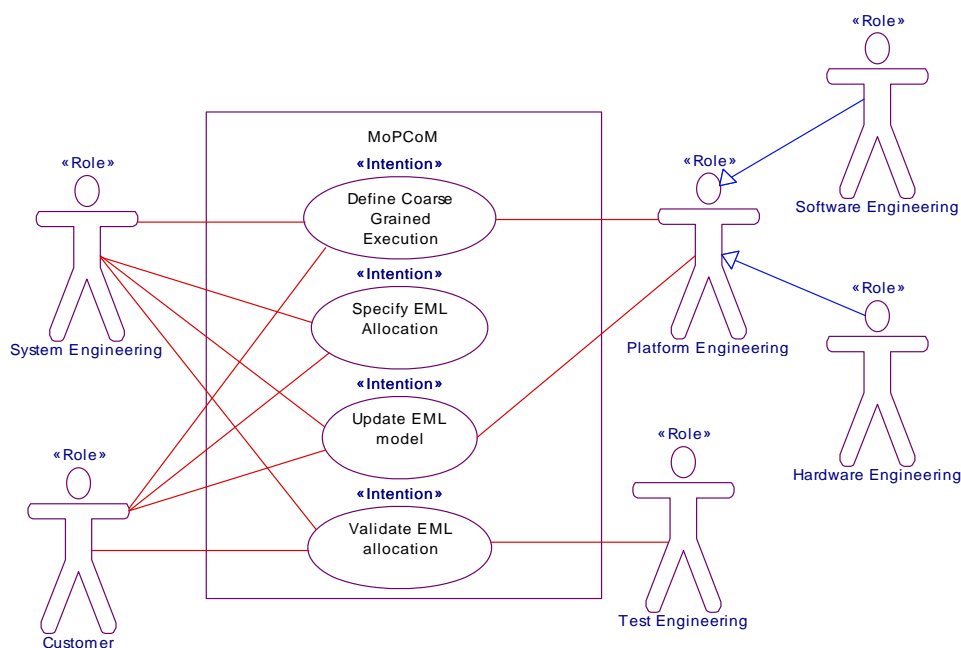 «Role»
MoPCoM
«Role»
«Intention»
«Role»
Define Coarse
Grained
Execution
Software Engineering
«Intention»
«Role»
Specify EML
Allocation
System Engineering
Platform Engineering
«Intention»
Update EML
model
«Role»
«Role»
Hardware Engineering
«Intention»
Validate EML
allocation
Test Engineering
Customer